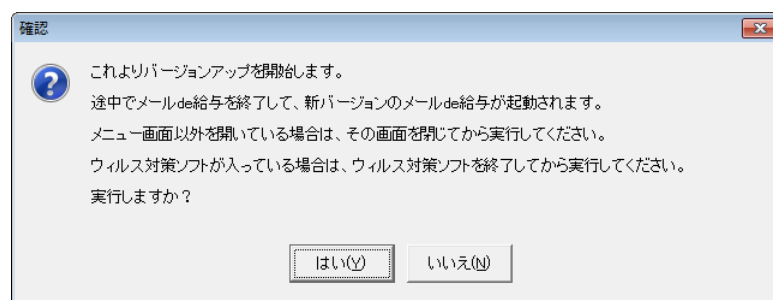 確認
これよりバージョンアップを開始します。
途中でメールde給与を終了して、新バージョンのメールde給与が起動されます。
メニュー画面以外を開いている場合は、その画面を閉じてから実行してください。
ウィルス対策ソフトが入っている場合は、ウィルス対策ソフトを終了してから実行してください。
実行しますか？
はい(Y) いいえ(N)